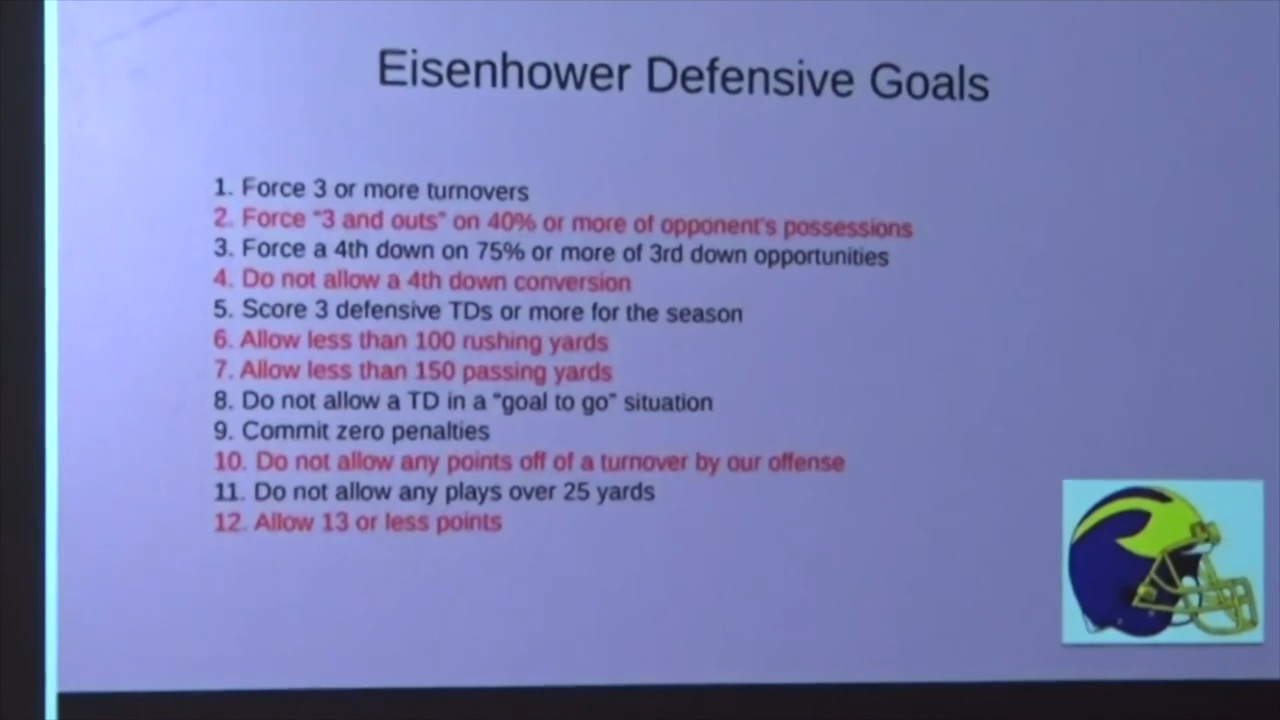 Eisenhower Defensive Goals
1. Force 3 or more turnovers
2. Force "3 and outs" on 40% or more of opponent's possessions
3. Force a 4th down on 75% or more of 3rd down opportunities
4. Do not allow a 4th down conversion
5. Score 3 defensive TDs or more for the season
6. Allow less than 100 rushing yards
7. Allow less than 150 passing yards
8. Do not allow a TD in a "goal to go" situation
9. Commit zero penalties
10. Do not allow any points off of a turnover by our offense
11. Do not allow any plays over 25 yards
12. Allow 13 or less points